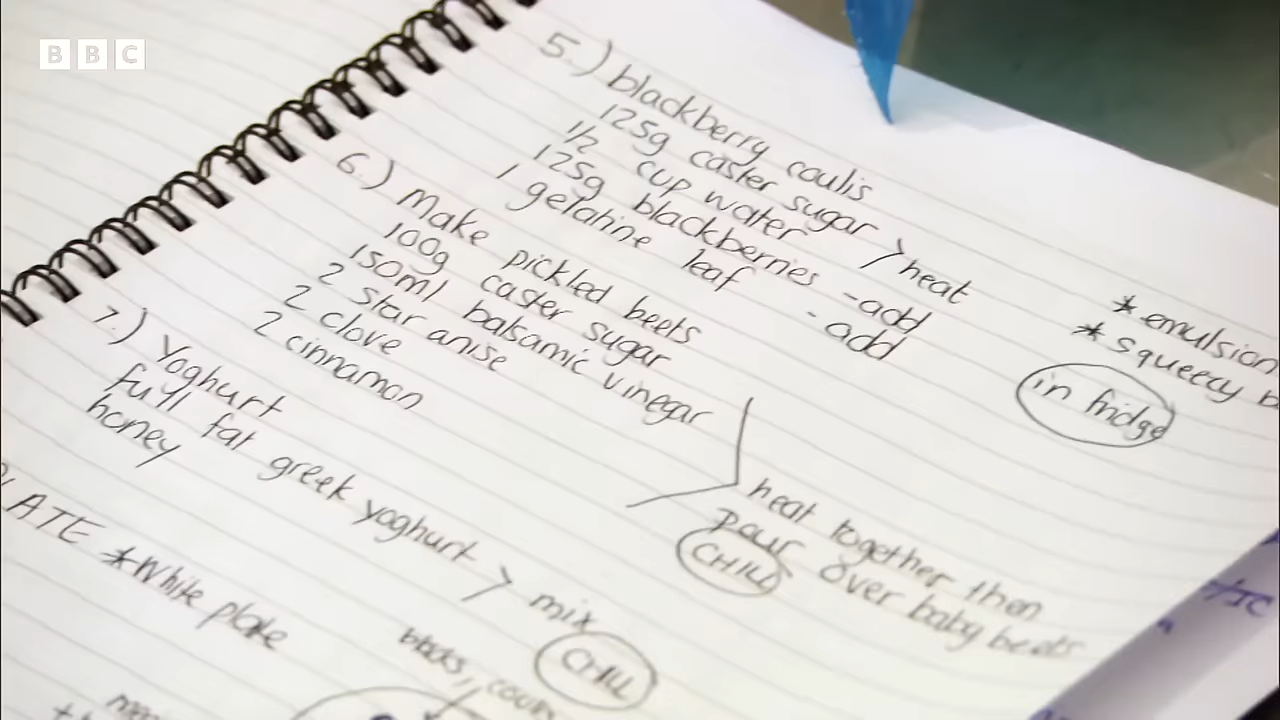 BBC
5.) blackberry coulis
125g caster sugar > heat
1/2 cup water
125g blackberries - add
1 gelatine leaf - add
* emulsion
* squeezy
in fridge
6.) Make pickled beets
100g caster sugar
150ml balsamic vinegar
2 star anise
2 clove
2 cinnamon
heat together then
pour over baby beets
CHILL
7.) Yoghurt
full fat greek yoghurt > mix
honey
CHILL
*White plate